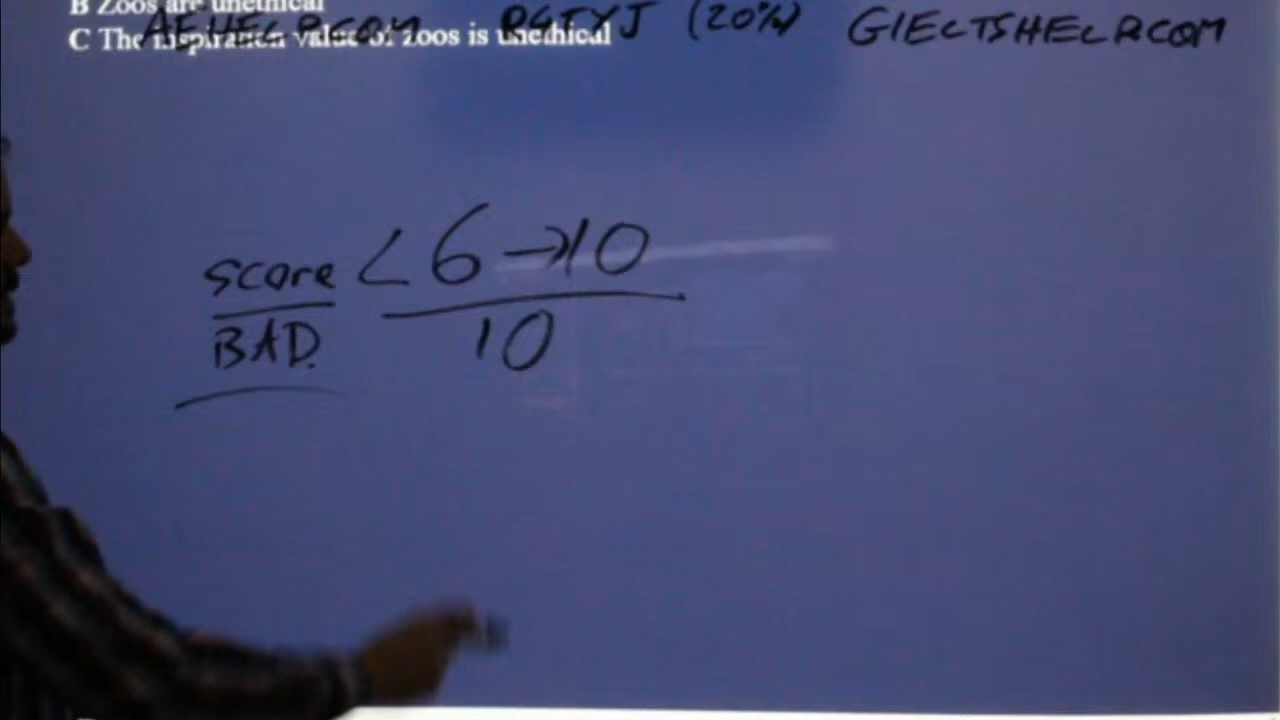 B Zoos are unethical
AEHELP.COM RGTYJ (20%) GIELTSHELP.COM
C The inspiration value of zoos is unethical
score < 6 → 10
BAD. 10